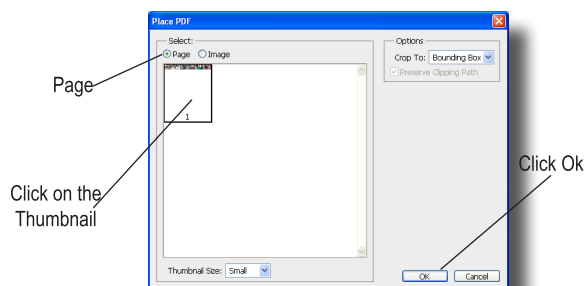 Place PDF
Select:
Page Image
Options
Crop To: Bounding Box
Preserve Clipping Path
Page
1
Click on the
Thumbnail
Click Ok
Thumbnail Size: Small
OK Cancel